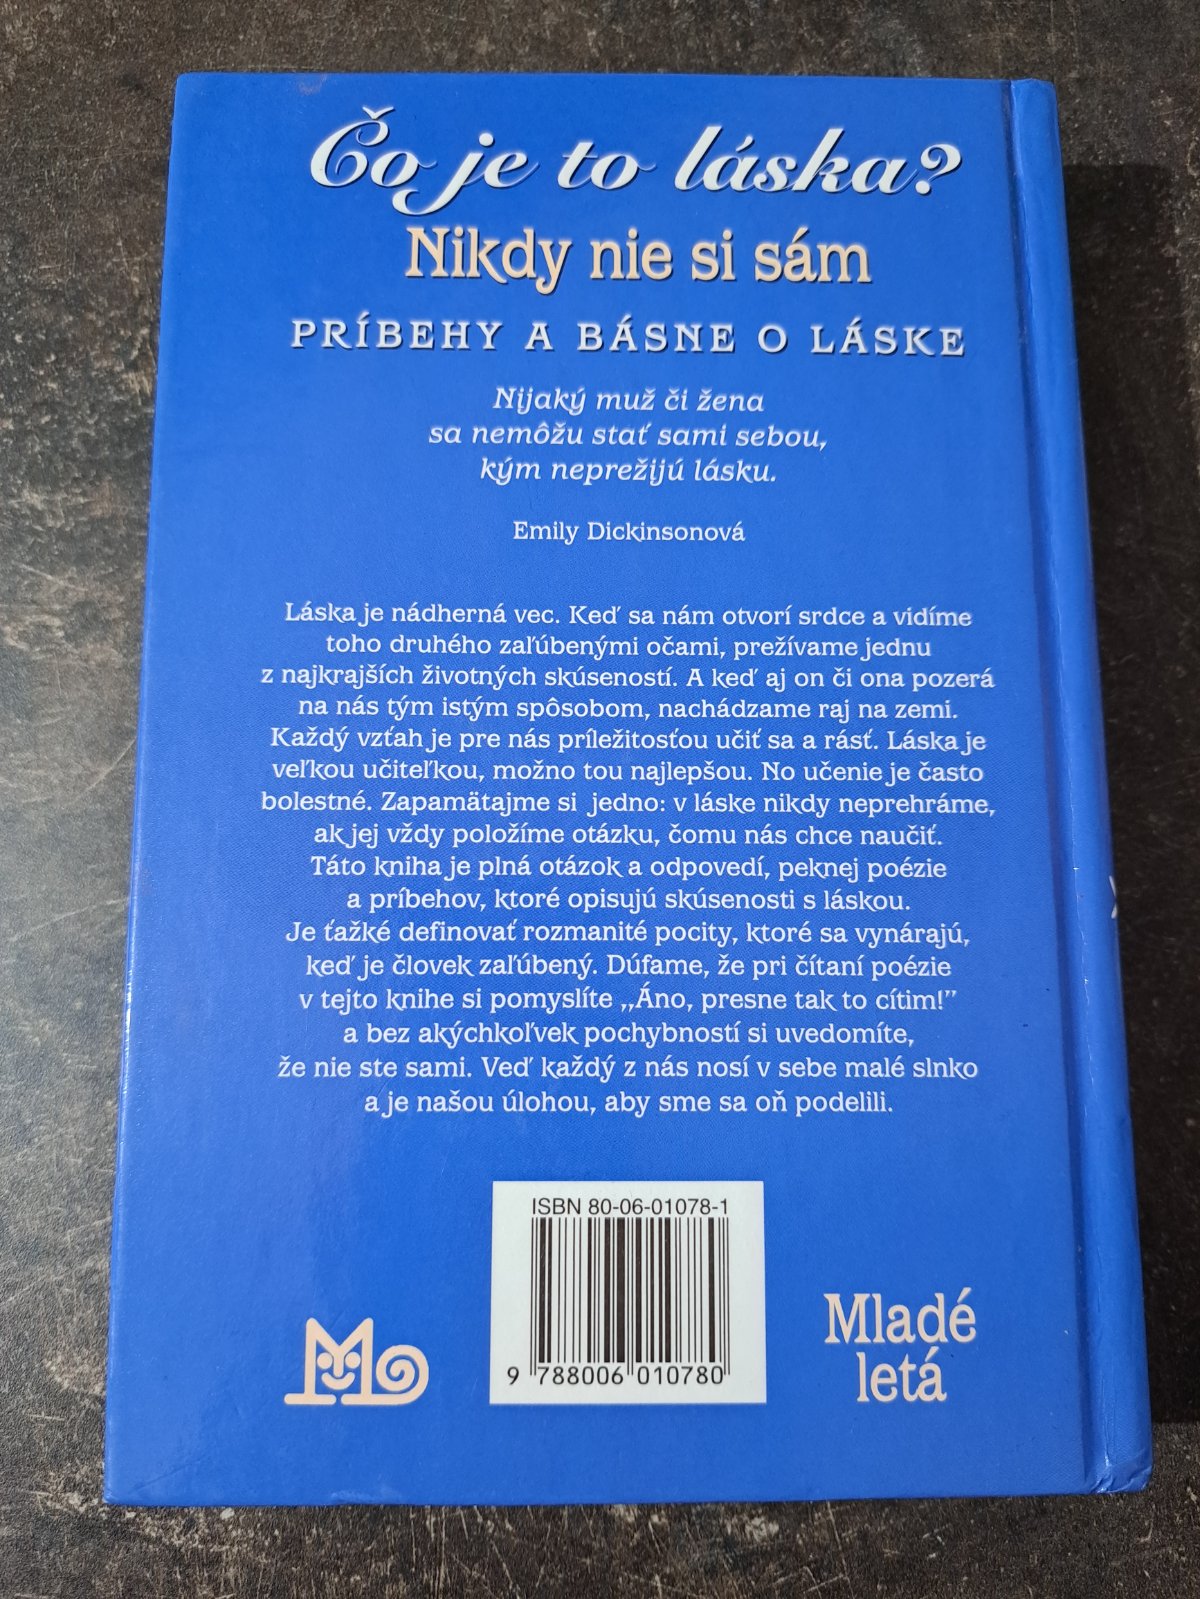 Čo je to láska?
Nikdy nie si sám
PRÍBEHY A BÁSNE O LÁSKE
Nijaký muž či žena
sa nemôžu stať sami sebou,
kým neprežijú lásku.
Emily Dickinsonová
Láska je nádherná vec. Keď sa nám otvorí srdce a vidíme
toho druhého zaľúbenými očami, prežívame jednu
z najkrajších životných skúseností. A keď aj on či ona pozerá
na nás tým istým spôsobom, nachádzame raj na zemi.
Každý vzťah je pre nás príležitosťou učiť sa a rásť. Láska je
veľkou učiteľkou, možno tou najlepšou. No učenie je často
bolestné. Zapamätajme si jedno: v láske nikdy neprehráme,
ak jej vždy položíme otázku, čomu nás chce naučiť.
Táto kniha je plná otázok a odpovedí, peknej poézie
a príbehov, ktoré opisujú skúsenosti s láskou.
Je ťažké definovať rozmanité pocity, ktoré sa vynárajú,
keď je človek zaľúbený. Dúfame, že pri čítaní poézie
v tejto knihe si pomyslíte „Áno, presne tak to cítim!”
a bez akýchkoľvek pochybností si uvedomíte,
že nie ste sami. Veď každý z nás nosí v sebe malé slnko
a je našou úlohou, aby sme sa oň podelili.
ISBN 80-06-01078-1
9 788006 010780
Mladé
letá